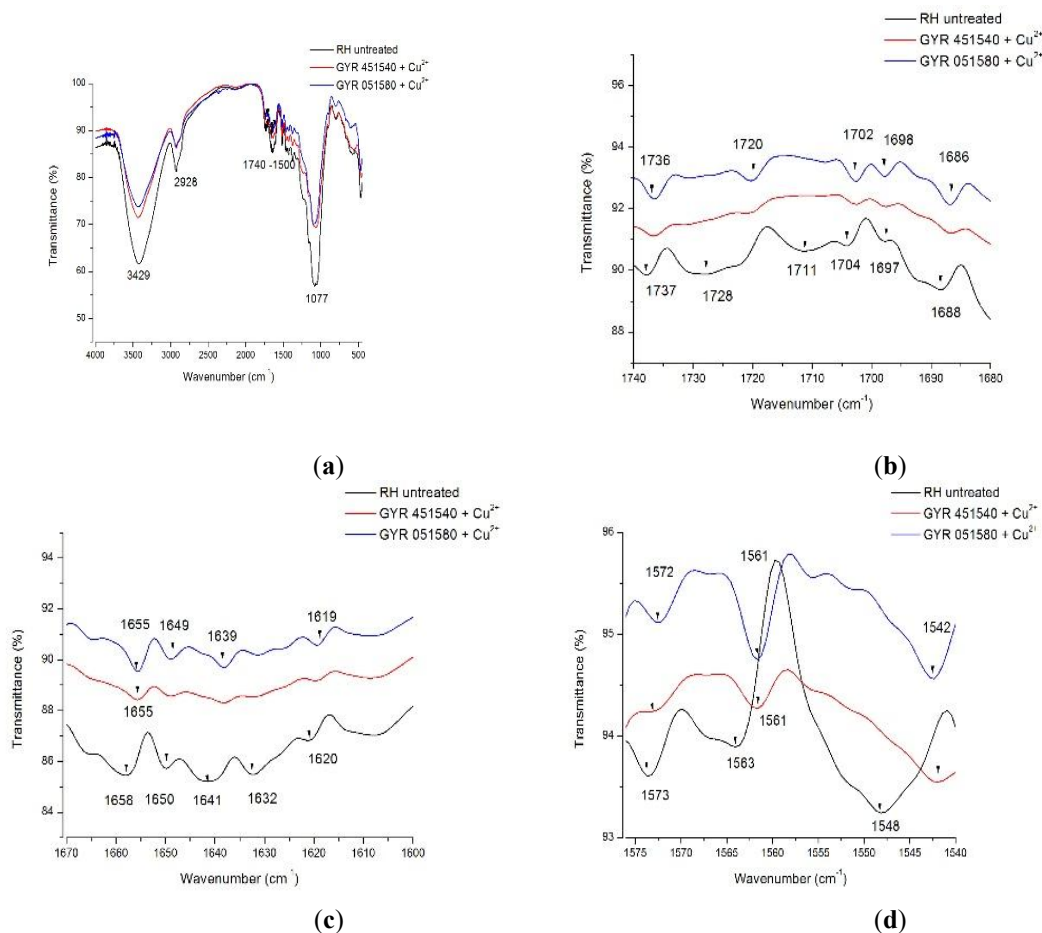 RH untreated
GYR 451540 + Cu²⁺
GYR 051580 + Cu²⁺
100
90
80
70
60
50
Transmittance (%)
2928
1740 -1500
3429
1077
4000 3500 3000 2500 2000 1500 1000 500
Wavenumber (cm⁻¹)
(a)
RH untreated
GYR 451540 + Cu²⁺
GYR 051580 + Cu²⁺
96
94
92
90
88
Transmittance (%)
1736 1720 1702 1698 1686
1737 1728 1711 1704 1697 1688
1740 1730 1720 1710 1700 1690 1680
Wavenumber (cm⁻¹)
(b)
RH untreated
GYR 451540 + Cu²⁺
GYR 051580 + Cu²⁺
94
92
90
88
86
84
Transmittance (%)
1655 1649 1639 1619
1655
1658 1650 1641 1632 1620
1670 1660 1650 1640 1630 1620 1610 1600
Wavenumber (cm⁻¹)
(c)
RH untreated
GYR 451540 + Cu²⁺
GYR 051580 + Cu²⁺
96
95
94
93
Transmittance (%)
1572 1561 1542
1561
1573 1563 1548
1575 1570 1565 1560 1555 1550 1545 1540
Wavenumber (cm⁻¹)
(d)